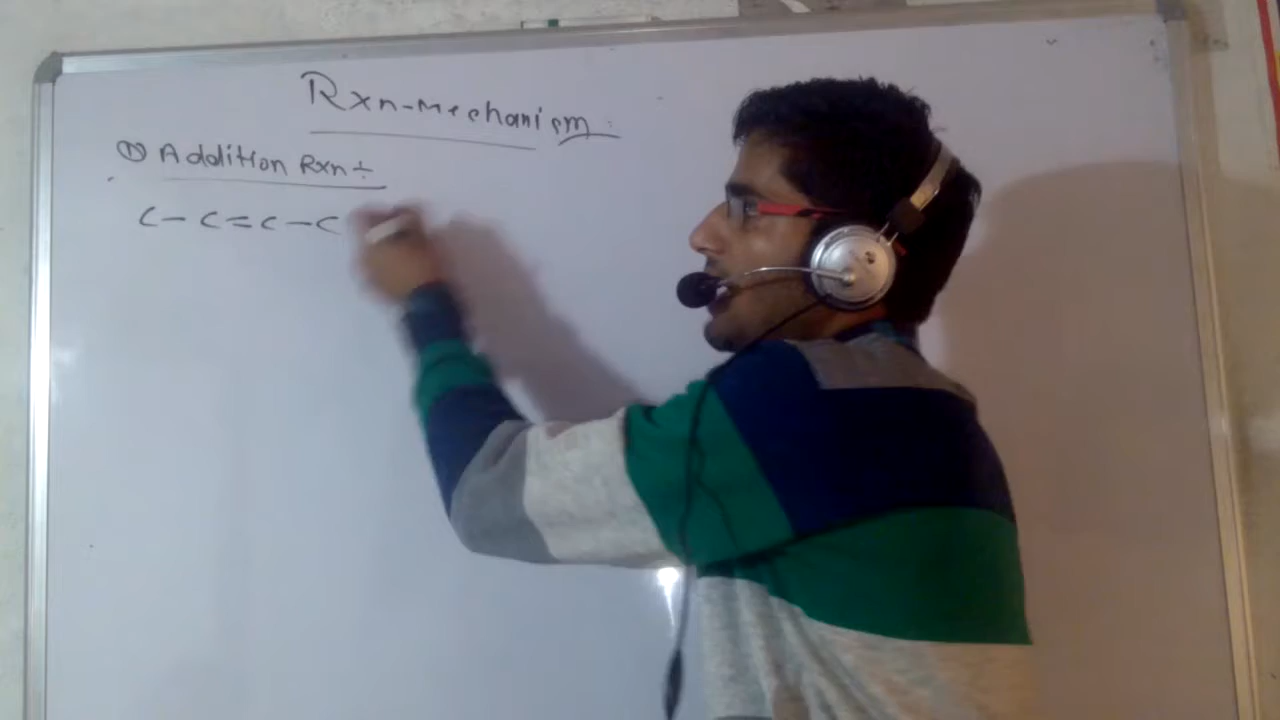 Rxn-mechanism
① Addition Rxn ÷
C - C = C - C